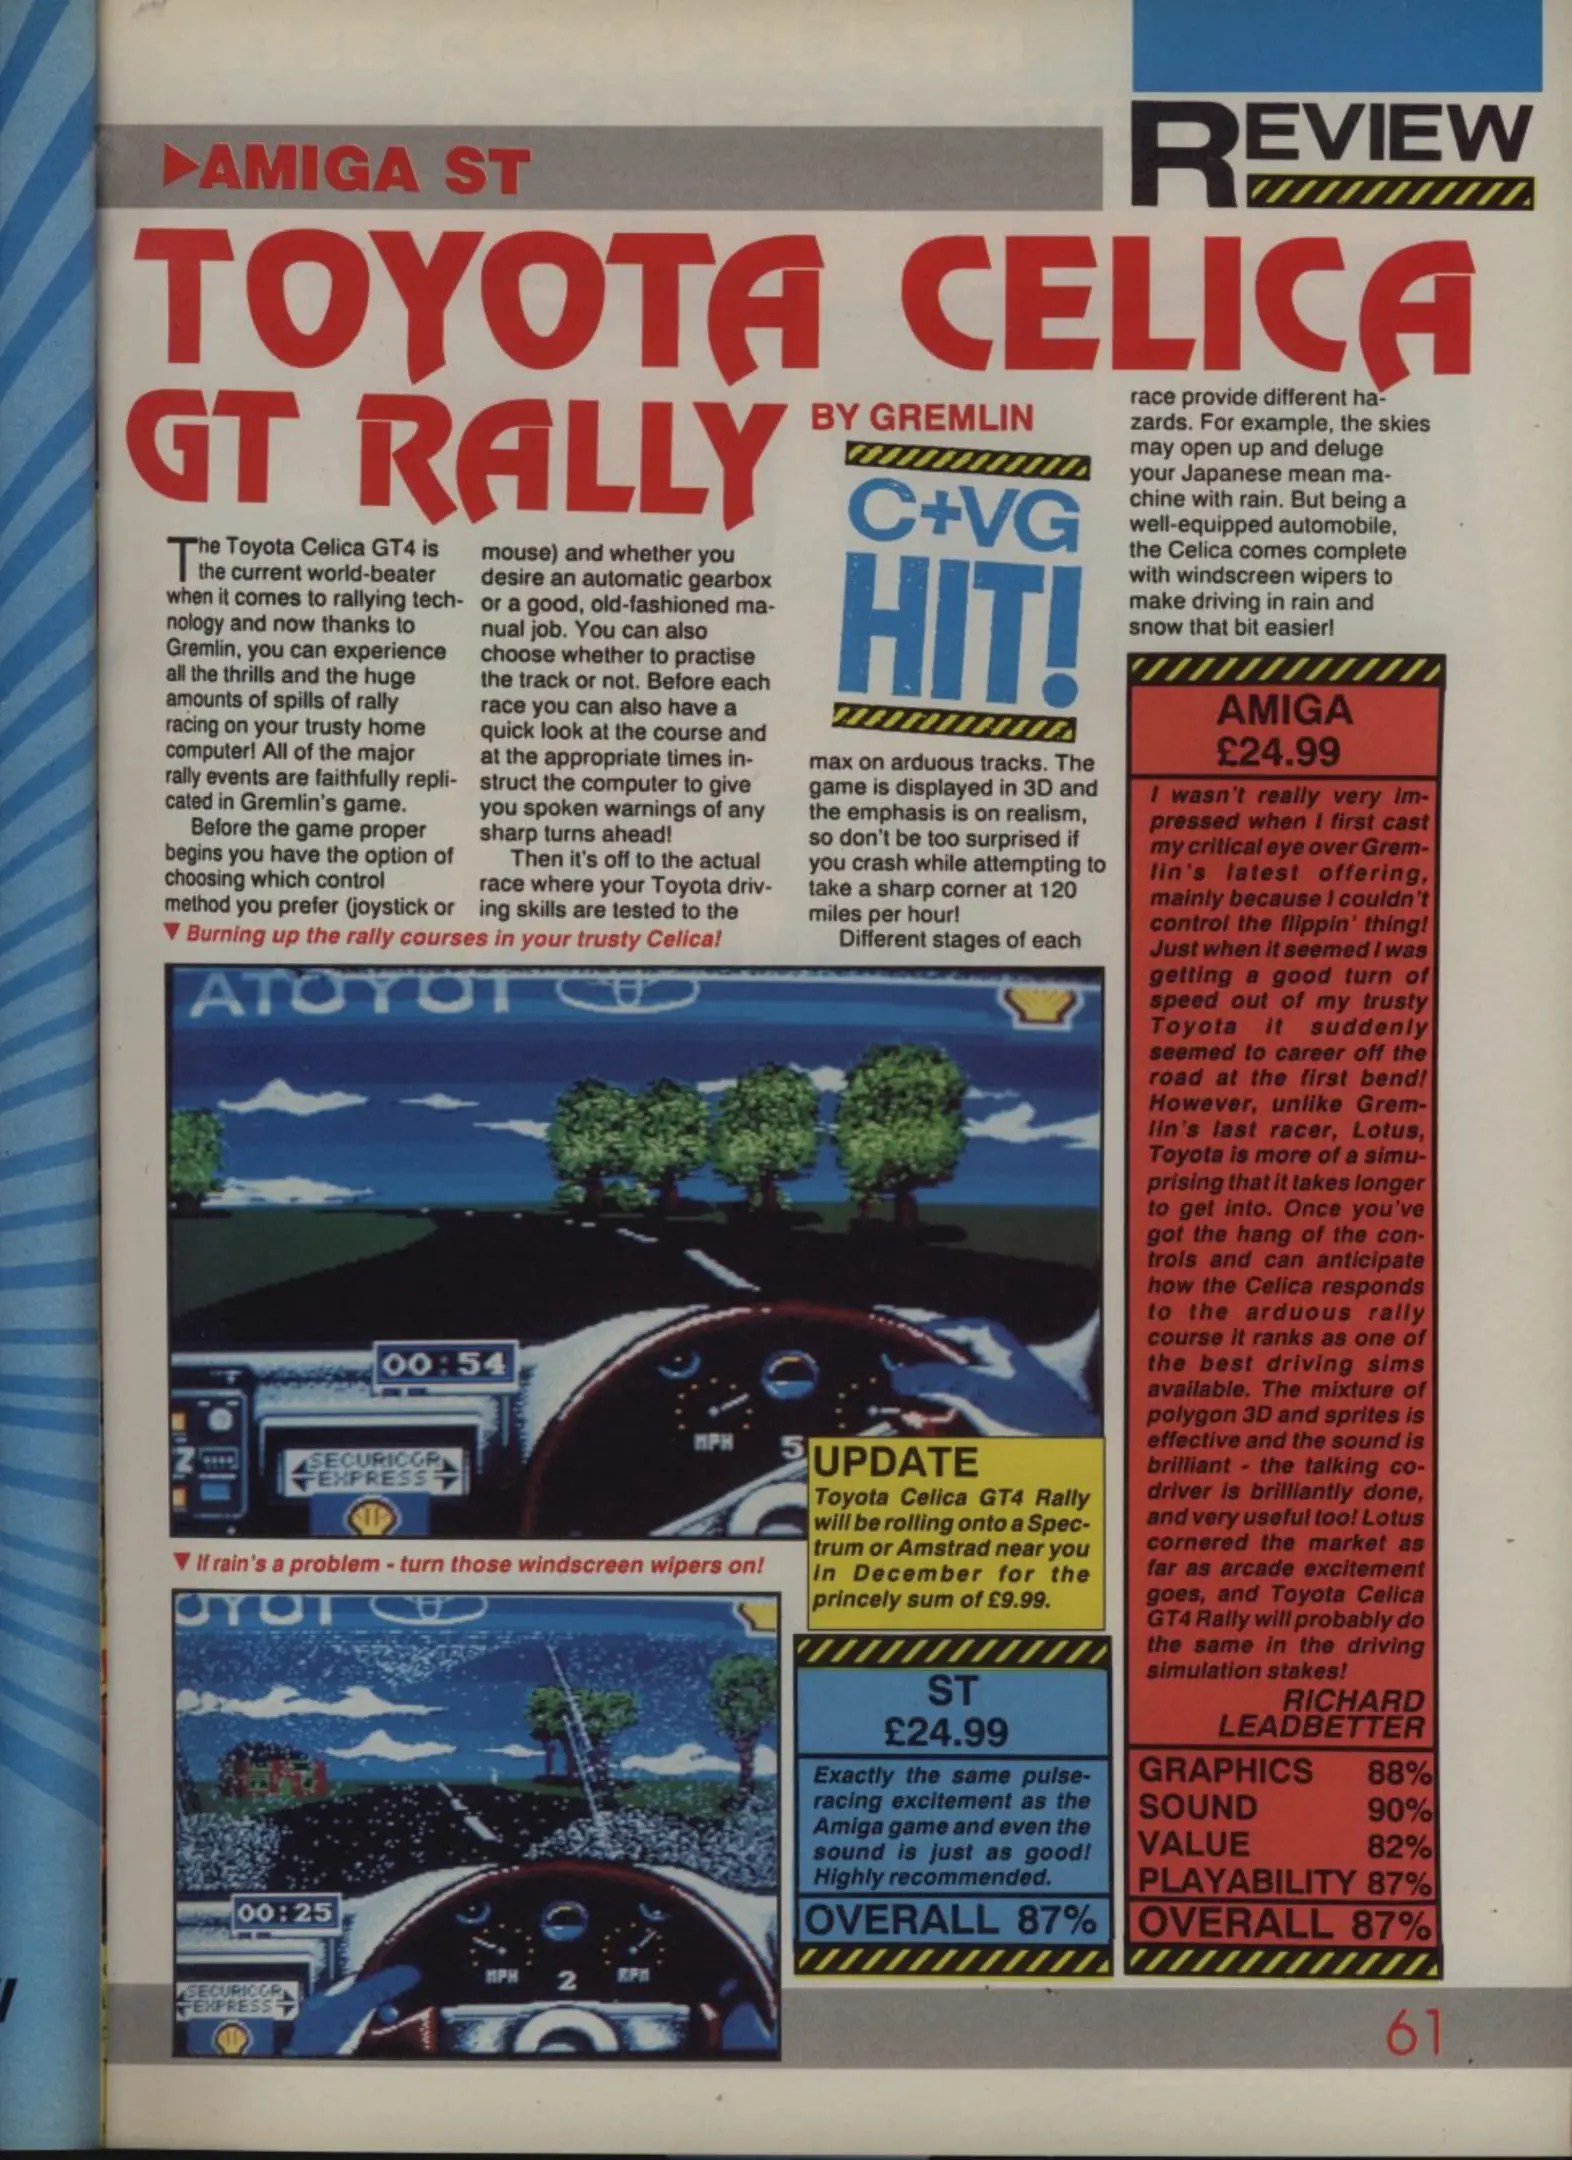 REVIEW
AMIGA ST
TOYOTA CELICA
GT RALLY
BY GREMLIN
C+VG
HIT!
The Toyota Celica GT4 is
the current world-beater
when it comes to rallying tech-
nology and now thanks to
Gremlin, you can experience
all the thrills and the huge
amounts of spills of rally
racing on your trusty home
computer! All of the major
rally events are faithfully repli-
cated in Gremlin's game.
Before the game proper
begins you have the option of
choosing which control
method you prefer (joystick or
mouse) and whether you
desire an automatic gearbox
or a good, old-fashioned ma-
nual job. You can also
choose whether to practise
the track or not. Before each
race you can also have a
quick look at the course and
at the appropriate times in-
struct the computer to give
you spoken warnings of any
sharp turns ahead!
Then it's off to the actual
race where your Toyota driv-
ing skills are tested to the
max on arduous tracks. The
game is displayed in 3D and
the emphasis is on realism,
so don't be too surprised if
you crash while attempting to
take a sharp corner at 120
miles per hour!
Different stages of each
race provide different ha-
zards. For example, the skies
may open up and deluge
your Japanese mean ma-
chine with rain. But being a
well-equipped automobile,
the Celica comes complete
with windscreen wipers to
make driving in rain and
snow that bit easier!
Burning up the rally courses in your trusty Celica!
ATOYOT
00:54
MPH 5
SECURICOR
EXPRESS
If rain's a problem - turn those windscreen wipers on!
OYOT
00:25
MPH 2 RPM
SECURICOR
EXPRESS
UPDATE
Toyota Celica GT4 Rally
will be rolling onto a Spec-
trum or Amstrad near you
in December for the
princely sum of £9.99.
ST
£24.99
Exactly the same pulse-
racing excitement as the
Amiga game and even the
sound is just as good!
Highly recommended.
OVERALL 87%
AMIGA
£24.99
I wasn't really very im-
pressed when I first cast
my critical eye over Grem-
lin's latest offering,
mainly because I couldn't
control the flippin' thing!
Just when it seemed I was
getting a good turn of
speed out of my trusty
Toyota it suddenly
seemed to career off the
road at the first bend!
However, unlike Grem-
lin's last racer, Lotus,
Toyota is more of a simu-
prising that it takes longer
to get into. Once you've
got the hang of the con-
trols and can anticipate
how the Celica responds
to the arduous rally
course it ranks as one of
the best driving sims
available. The mixture of
polygon 3D and sprites is
effective and the sound is
brilliant - the talking co-
driver is brilliantly done,
and very useful too! Lotus
cornered the market as
far as arcade excitement
goes, and Toyota Celica
GT4 Rally will probably do
the same in the driving
simulation stakes!
RICHARD
LEADBETTER
GRAPHICS 88%
SOUND 90%
VALUE 82%
PLAYABILITY 87%
OVERALL 87%
61